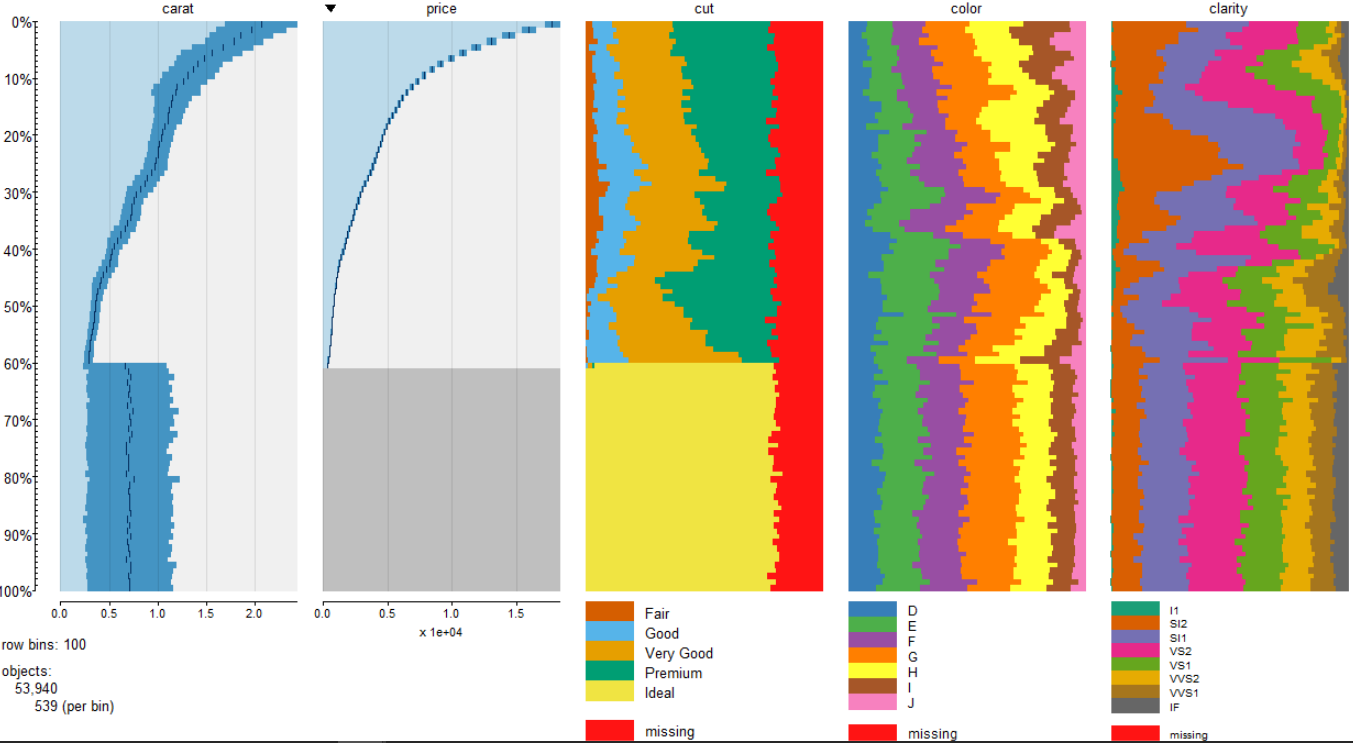 carat
price
cut
color
clarity
0%
10%
20%
30%
40%
50%
60%
70%
80%
90%
100%
0.0 0.5 1.0 1.5 2.0
0.0 0.5 1.0 1.5
x 1e+04
row bins: 100
objects:
53,940
539 (per bin)
Fair
Good
Very Good
Premium
Ideal
missing
D
E
F
G
H
I
J
missing
I1
SI2
SI1
VS2
VS1
VVS2
VVS1
IF
missing